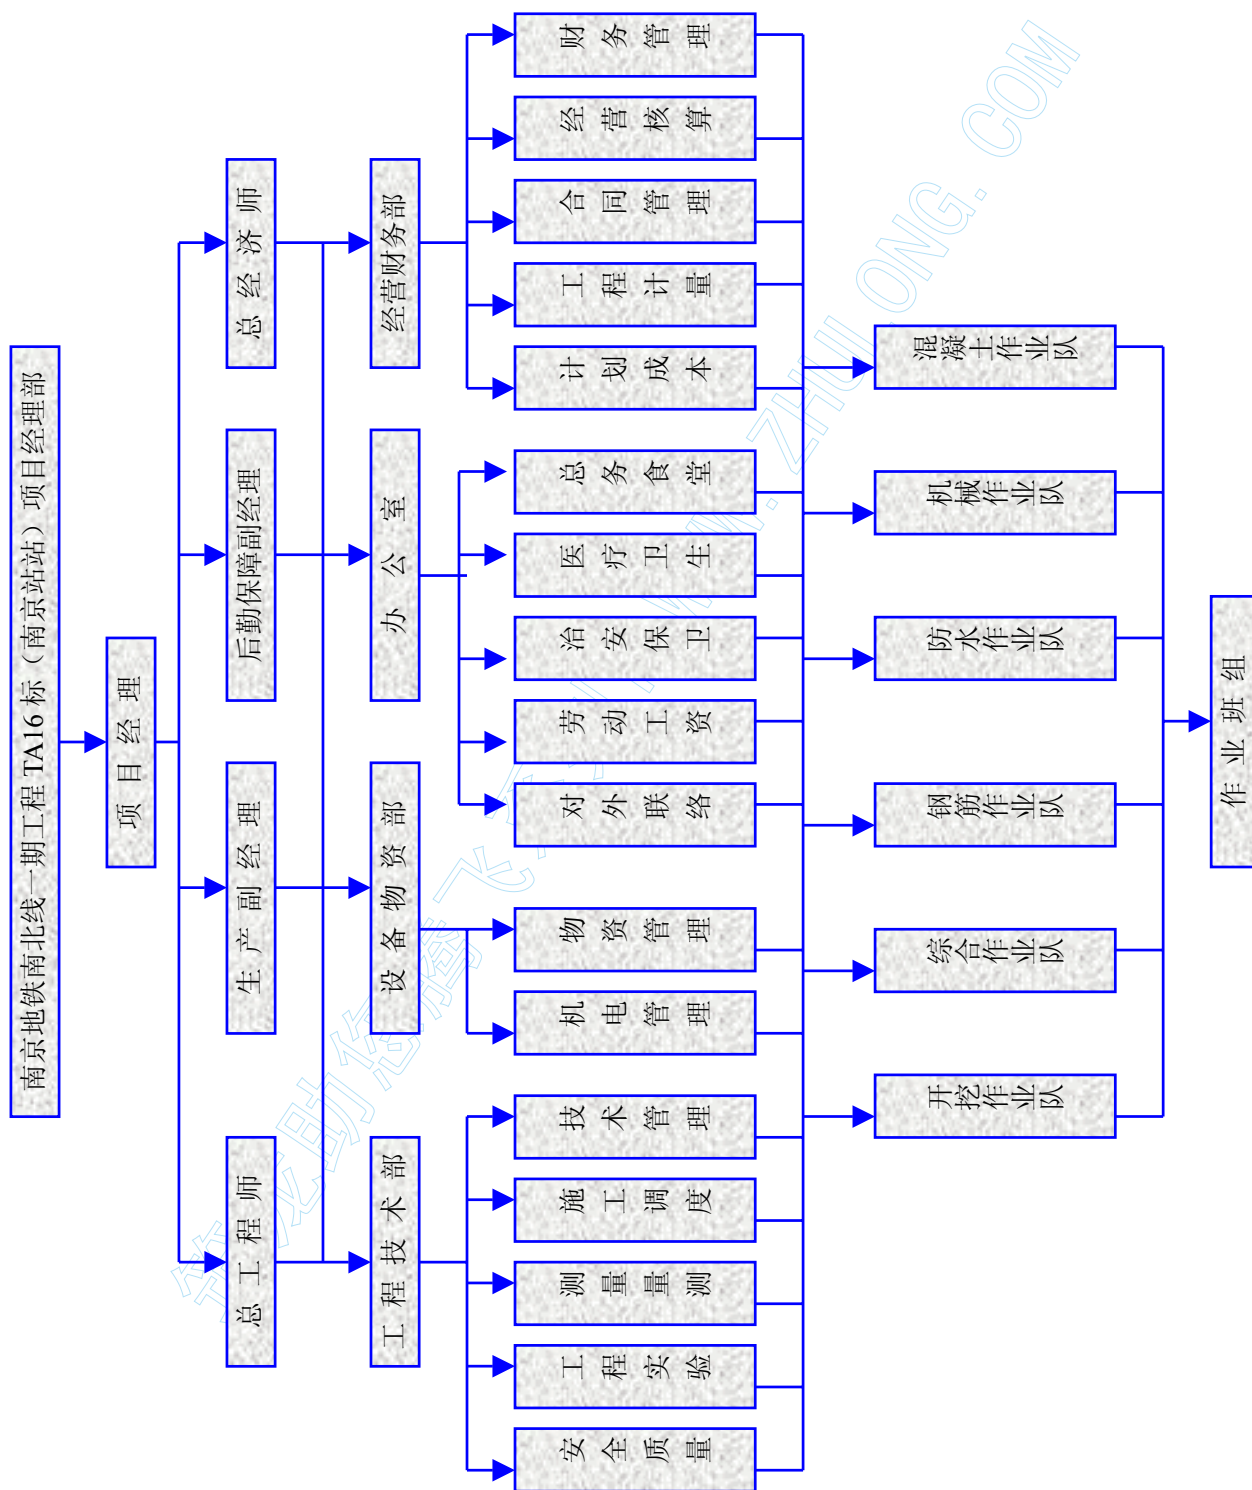 南京地铁南北线一期工程TA16标（南京站站）项目经理部
项目经理
总工程师
生产副经理
后勤保障副经理
总经济师
工程技术部
设备物资部
办公室
经营财务部
安全质量
工程实验
测量量测
施工调度
技术管理
机电管理
物资管理
对外联络
劳动工资
治安保卫
医疗卫生
总务食堂
计划成本
工程计量
合同管理
经营核算
财务管理
开挖作业队
综合作业队
钢筋作业队
防水作业队
机械作业队
混凝土作业队
作业班组
筑龙助您腾飞 ZHULONG.COM